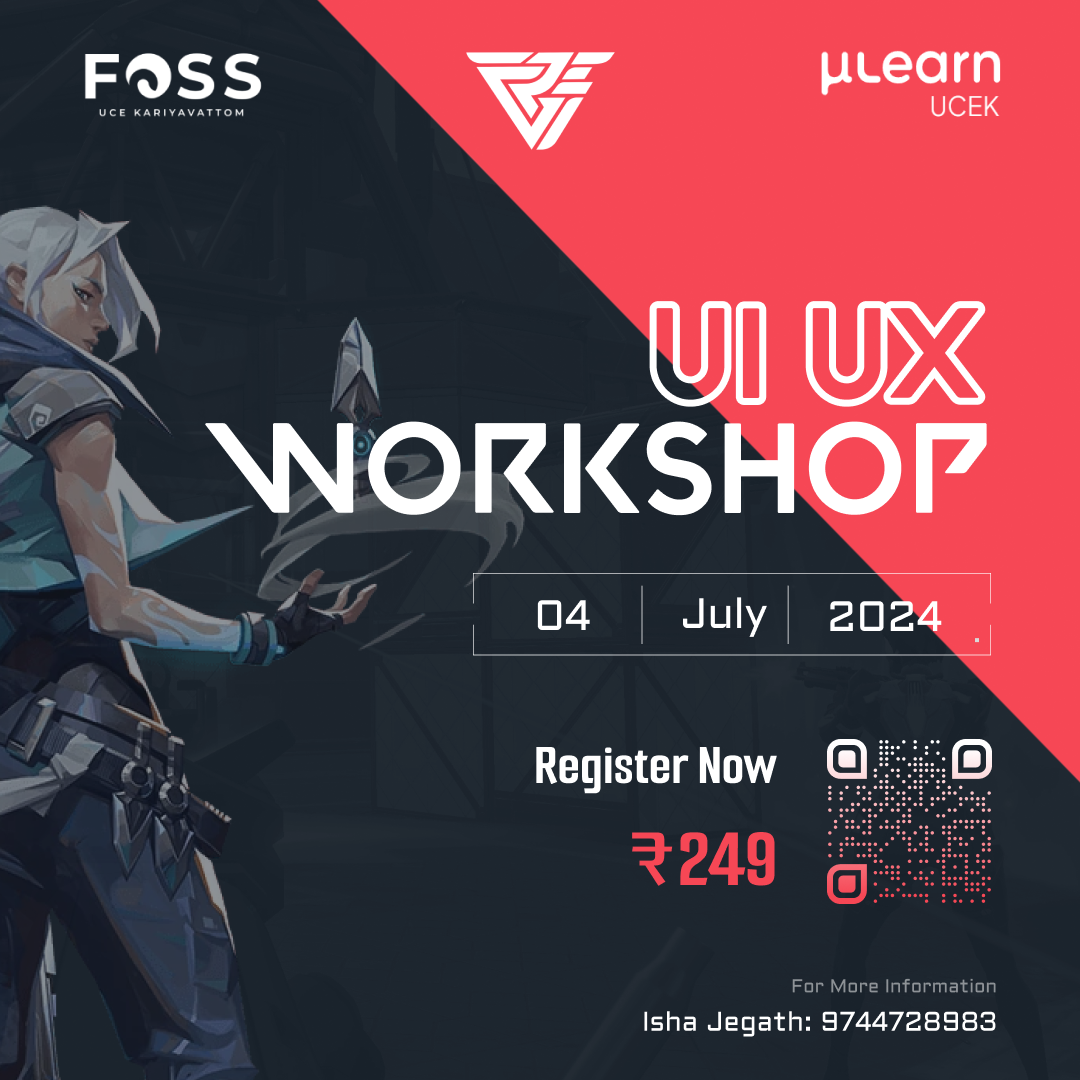 FOSS
UCE KARIYAVATTOM
µLearn
UCEK
UI UX
WORKSHOP
04 July 2024
Register Now
₹249
For More Information
Isha Jegath: 9744728983